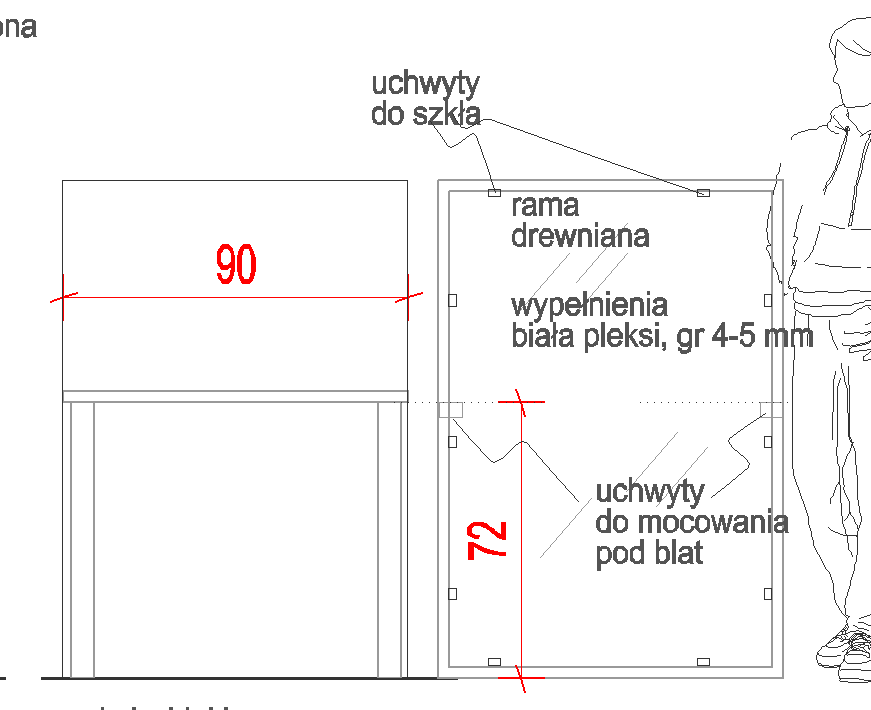 uchwyty
do szkła
rama
drewniana
90
wypełnienia
biała pleksi, gr 4-5 mm
uchwyty
do mocowania
pod blat
72